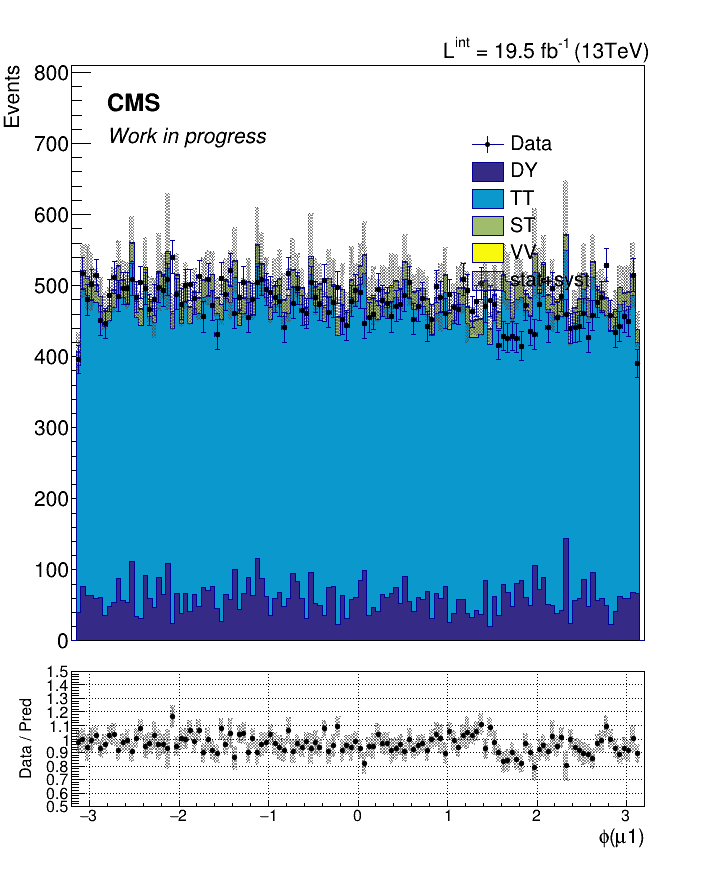 L^int = 19.5 fb^-1 (13TeV)
Events
800
700
600
500
400
300
200
100
0
CMS
Work in progress
Data
DY
TT
ST
VV
stat+syst
Data / Pred
1.5
1.4
1.3
1.2
1.1
1
0.9
0.8
0.7
0.6
0.5
−3 −2 −1 0 1 2 3
ϕ(μ1)